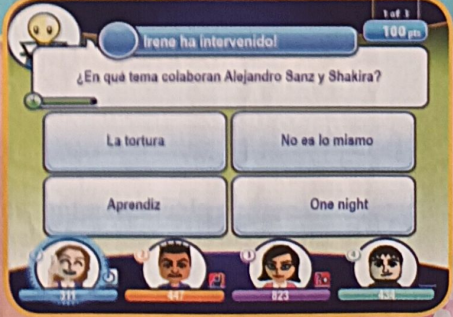 1 of 1
Irene ha intervenido!
100 pts
¿En qué tema colaboran Alejandro Sanz y Shakira?
La tortura
No es lo mismo
Aprendiz
One night
311
447
823